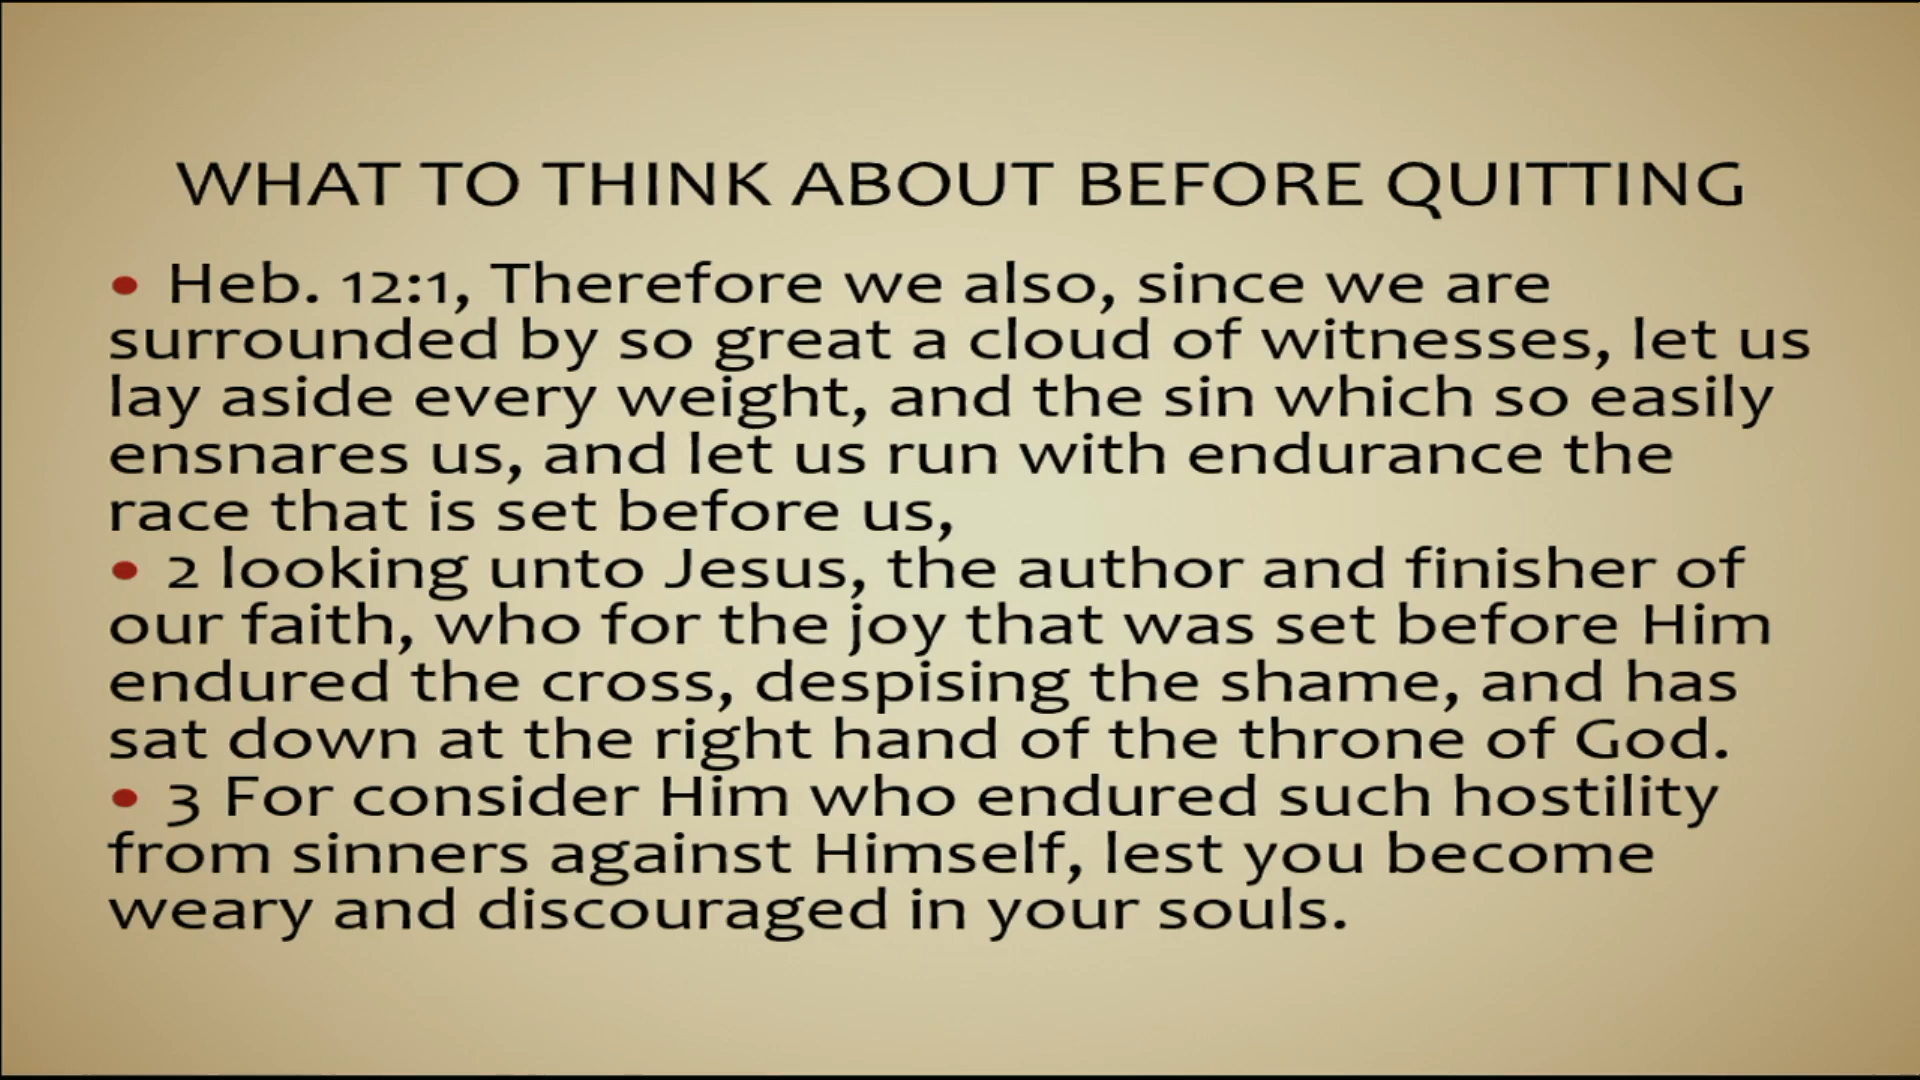 WHAT TO THINK ABOUT BEFORE QUITTING
• Heb. 12:1, Therefore we also, since we are
surrounded by so great a cloud of witnesses, let us
lay aside every weight, and the sin which so easily
ensnares us, and let us run with endurance the
race that is set before us,
• 2 looking unto Jesus, the author and finisher of
our faith, who for the joy that was set before Him
endured the cross, despising the shame, and has
sat down at the right hand of the throne of God.
• 3 For consider Him who endured such hostility
from sinners against Himself, lest you become
weary and discouraged in your souls.